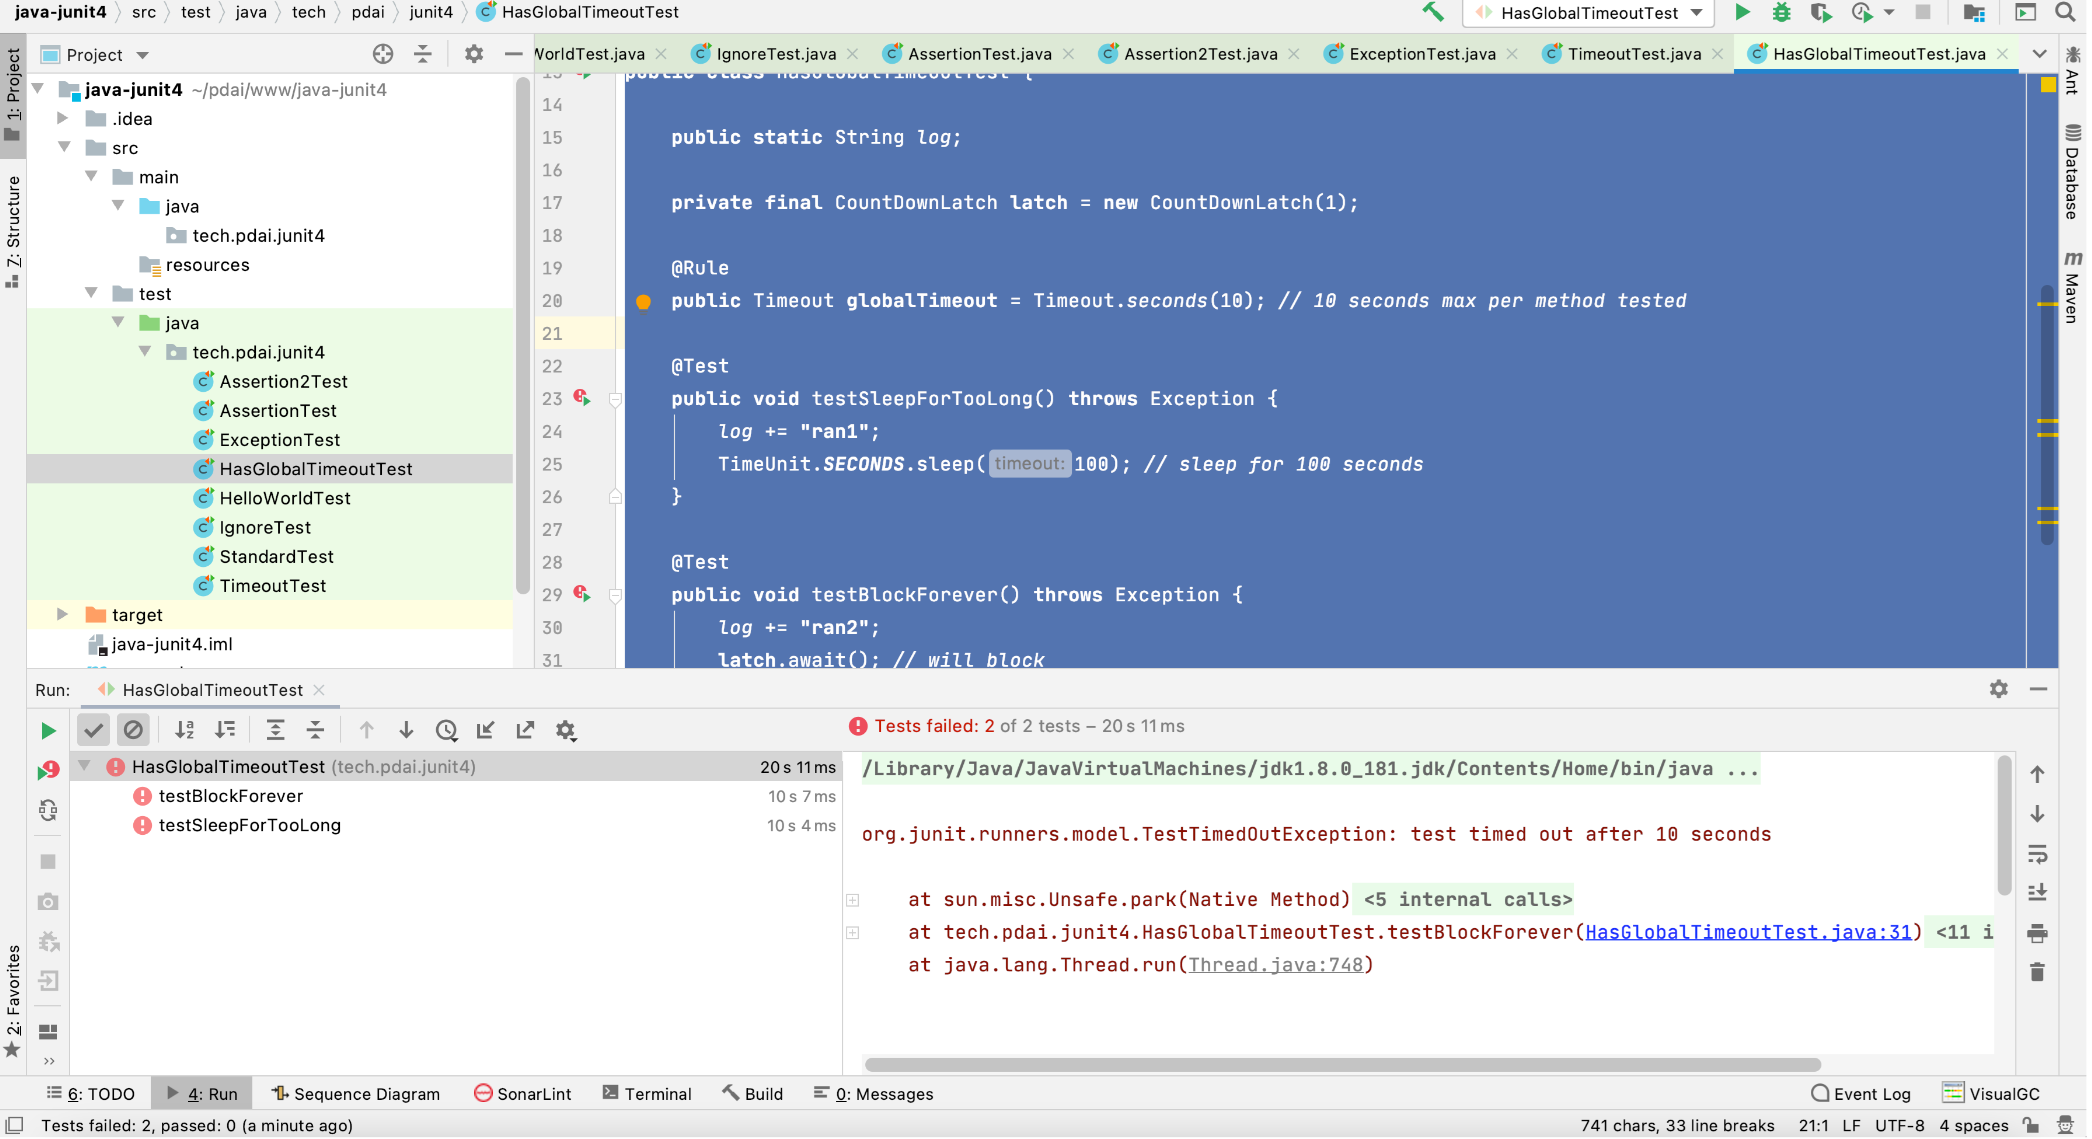 java-junit4 src test java tech pdai junit4 HasGlobalTimeoutTest
HasGlobalTimeoutTest
1: Project
7: Structure
2: Favorites
Project
java-junit4 ~/pdai/www/java-junit4
.idea
src
main
java
tech.pdai.junit4
resources
test
java
tech.pdai.junit4
Assertion2Test
AssertionTest
ExceptionTest
HasGlobalTimeoutTest
HelloWorldTest
IgnoreTest
StandardTest
TimeoutTest
target
java-junit4.iml
WorldTest.java IgnoreTest.java AssertionTest.java Assertion2Test.java ExceptionTest.java TimeoutTest.java HasGlobalTimeoutTest.java
13 public class HasGlobalTimeoutTest {
14
15 public static String log;
16
17 private final CountDownLatch latch = new CountDownLatch(1);
18
19 @Rule
20 public Timeout globalTimeout = Timeout.seconds(10); // 10 seconds max per method tested
21
22 @Test
23 public void testSleepForTooLong() throws Exception {
24 log += "ran1";
25 TimeUnit.SECONDS.sleep( timeout: 100); // sleep for 100 seconds
26 }
27
28 @Test
29 public void testBlockForever() throws Exception {
30 log += "ran2";
31 latch.await(); // will block
Ant
Database
m Maven
Run: HasGlobalTimeoutTest
Tests failed: 2 of 2 tests – 20 s 11 ms
HasGlobalTimeoutTest (tech.pdai.junit4) 20 s 11 ms
testBlockForever 10 s 7 ms
testSleepForTooLong 10 s 4 ms
/Library/Java/JavaVirtualMachines/jdk1.8.0_181.jdk/Contents/Home/bin/java ...
org.junit.runners.model.TestTimedOutException: test timed out after 10 seconds
at sun.misc.Unsafe.park(Native Method) <5 internal calls>
at tech.pdai.junit4.HasGlobalTimeoutTest.testBlockForever(HasGlobalTimeoutTest.java:31) <11 i
at java.lang.Thread.run(Thread.java:748)
6: TODO 4: Run Sequence Diagram SonarLint Terminal Build 0: Messages Event Log VisualGC
Tests failed: 2, passed: 0 (a minute ago) 741 chars, 33 line breaks 21:1 LF UTF-8 4 spaces